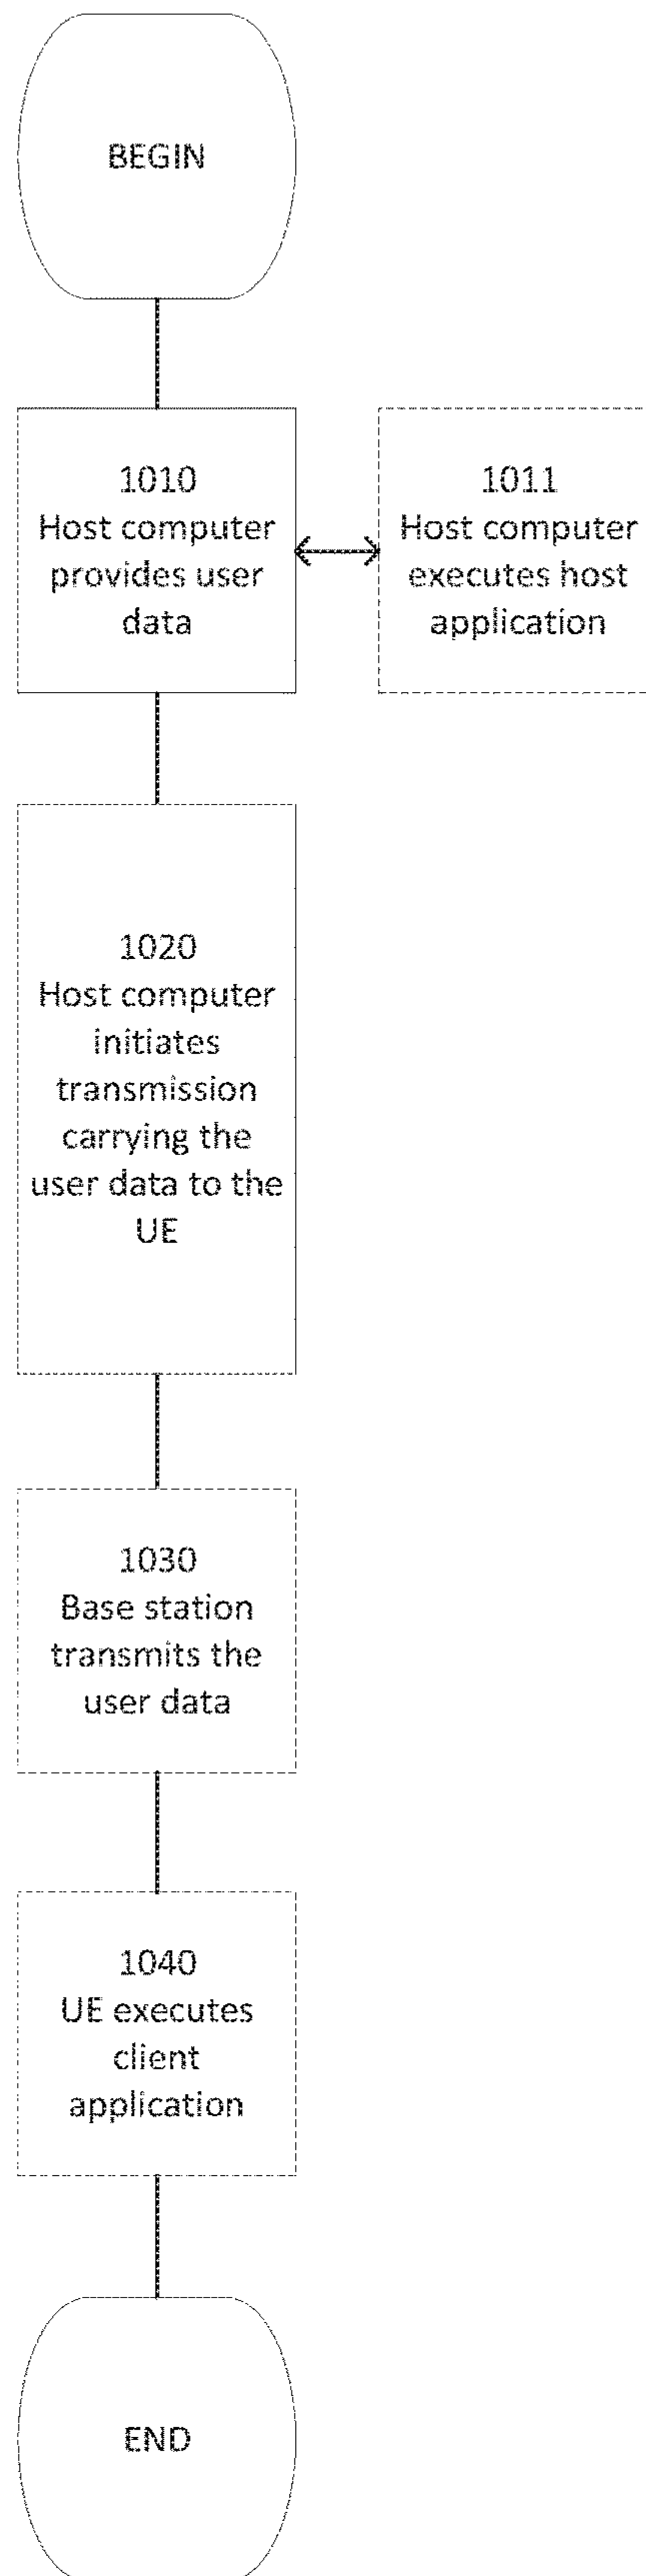 BEGIN
1010
Host computer
provides user
data
1011
Host computer
executes host
application
1020
Host computer
initiates
transmission
carrying the
user data to the
UE
1030
Base station
transmits the
user data
1040
UE executes
client
application
END